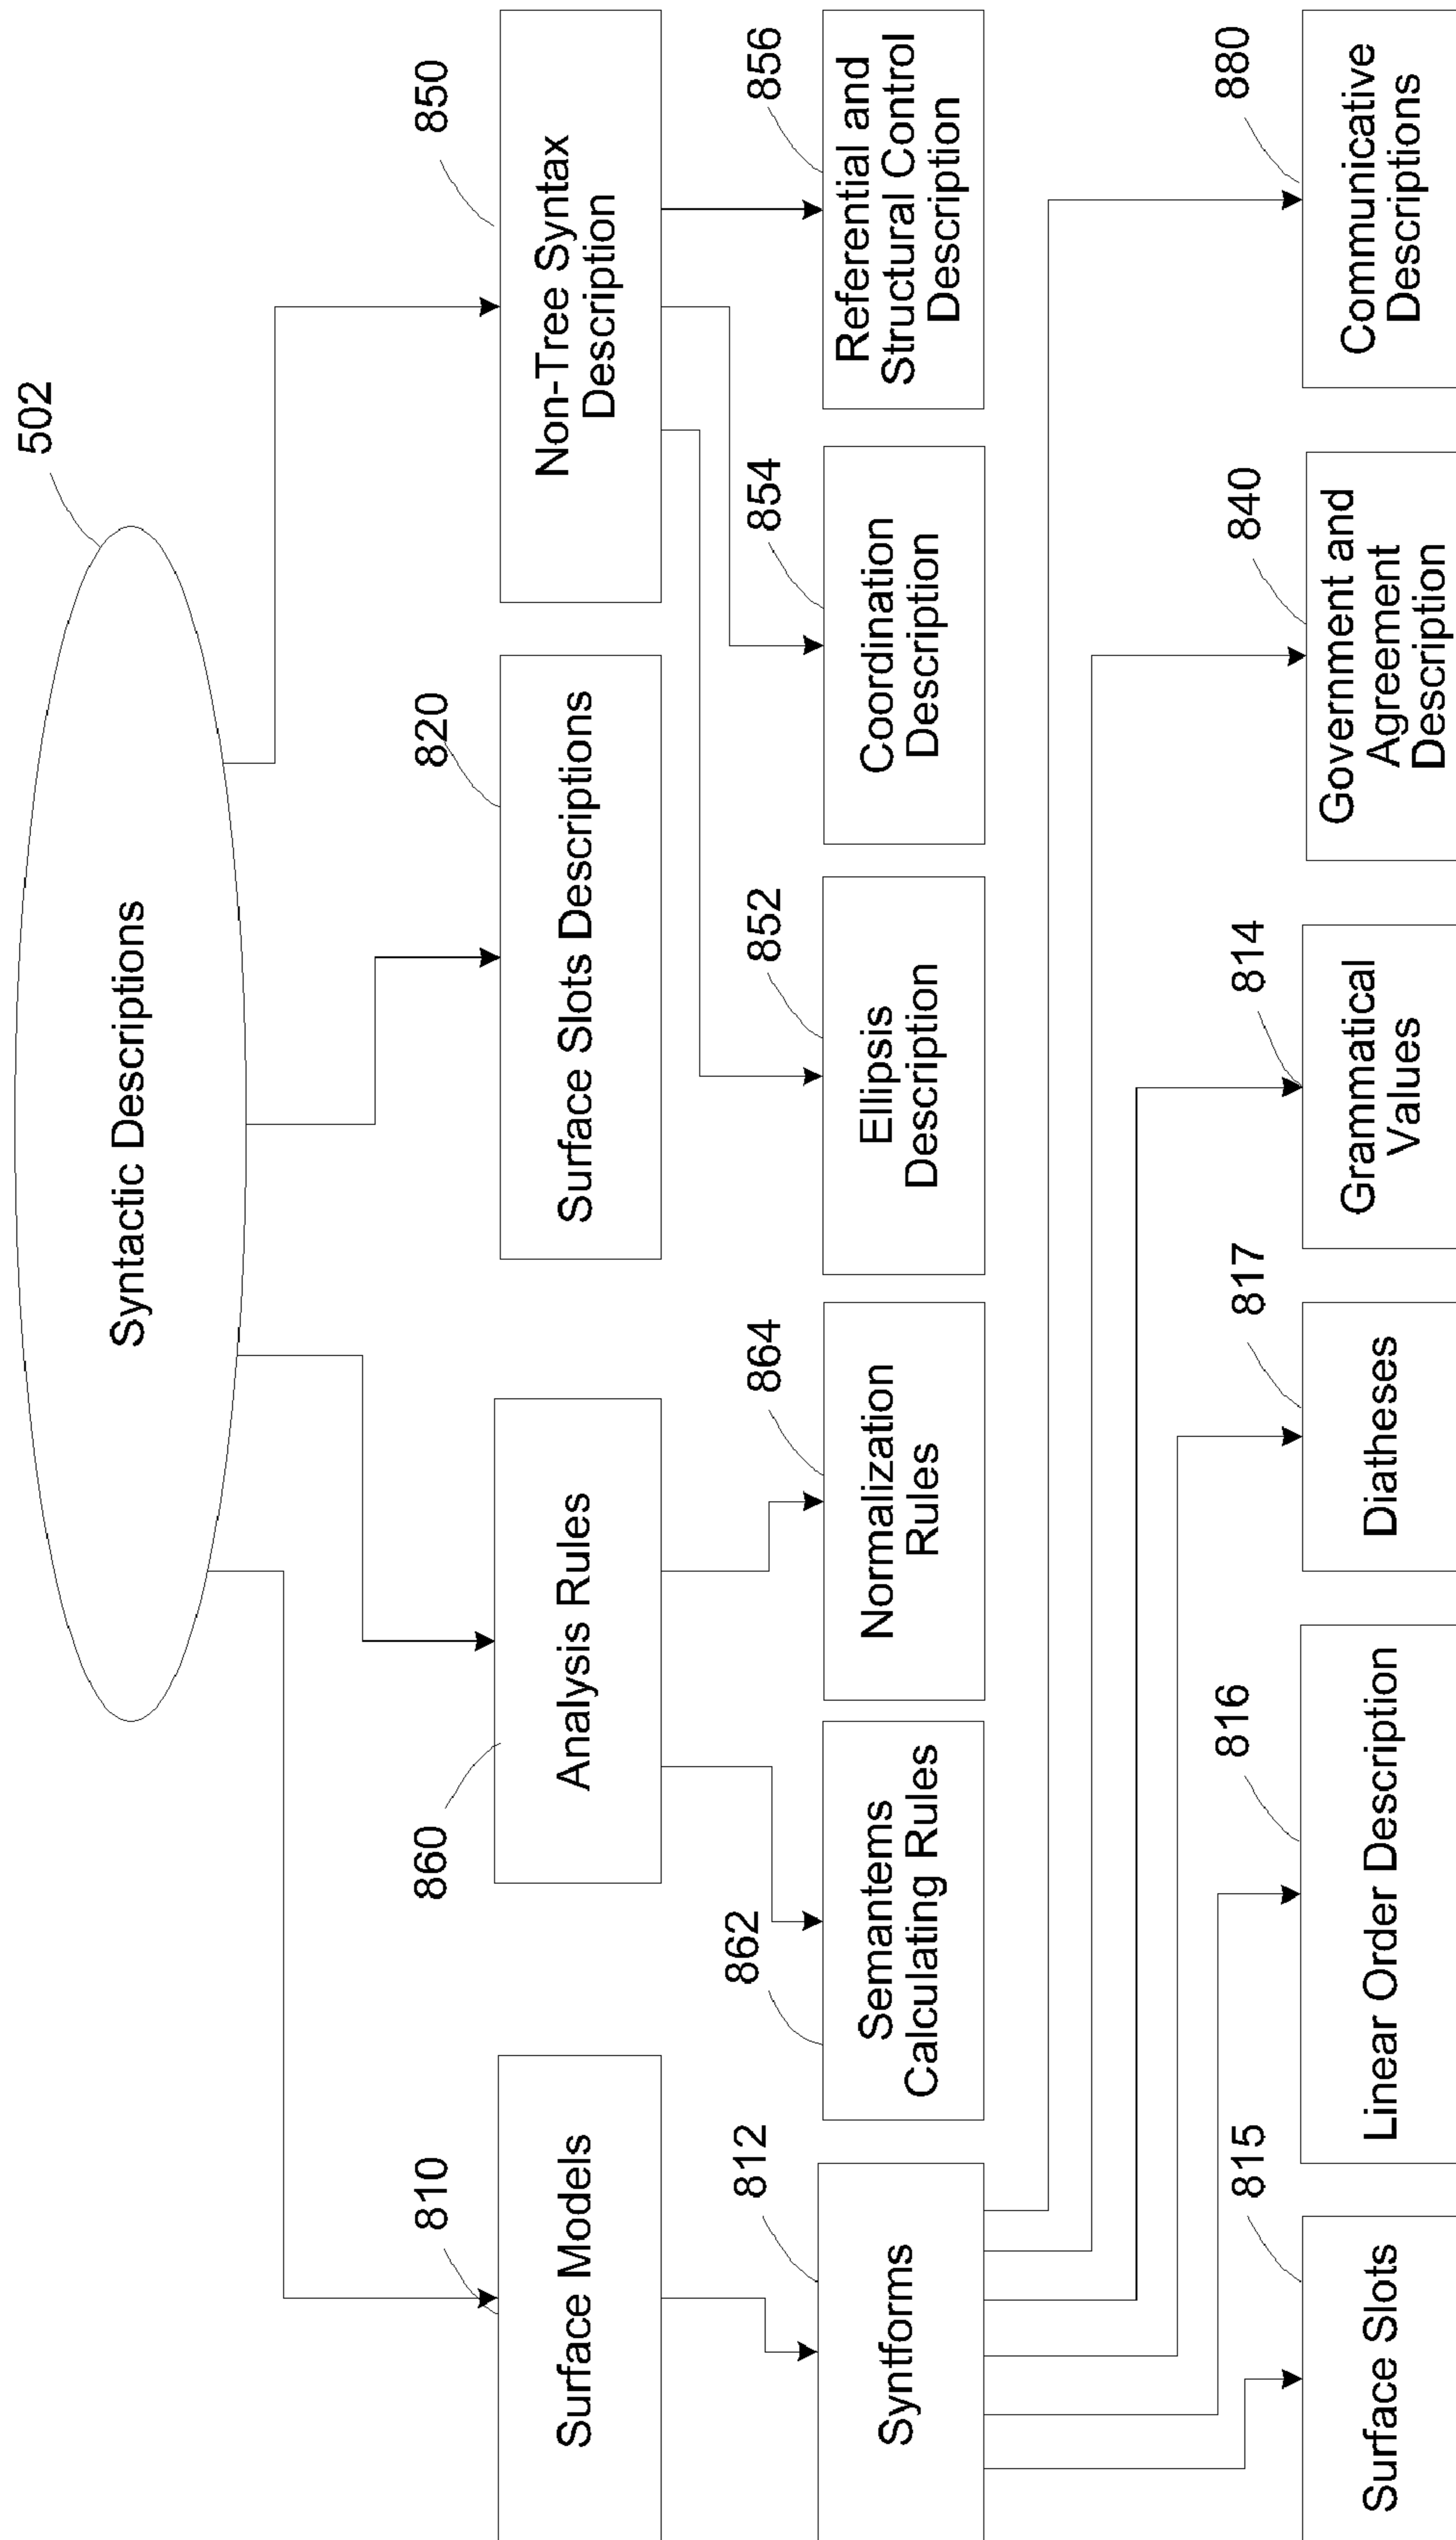 502
Syntactic Descriptions
810
860
820
850
Surface Models
Analysis Rules
Surface Slots Descriptions
Non-Tree Syntax
Description
812
862
864
852
854
856
Syntforms
Semantems
Calculating Rules
Normalization
Rules
Ellipsis
Description
Coordination
Description
Referential and
Structural Control
Description
815
816
817
814
840
880
Surface Slots
Linear Order Description
Diatheses
Grammatical
Values
Government and
Agreement
Description
Communicative
Descriptions